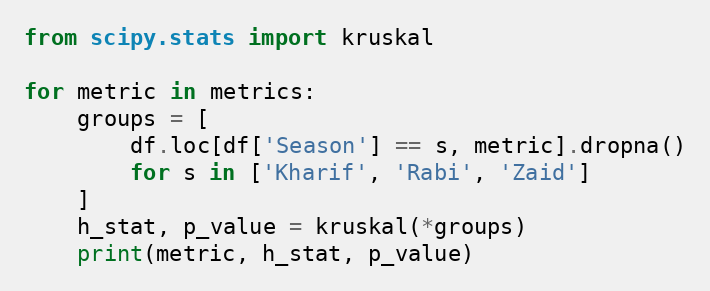 from scipy.stats import kruskal

for metric in metrics:
    groups = [
        df.loc[df['Season'] == s, metric].dropna()
        for s in ['Kharif', 'Rabi', 'Zaid']
    ]
    h_stat, p_value = kruskal(*groups)
    print(metric, h_stat, p_value)